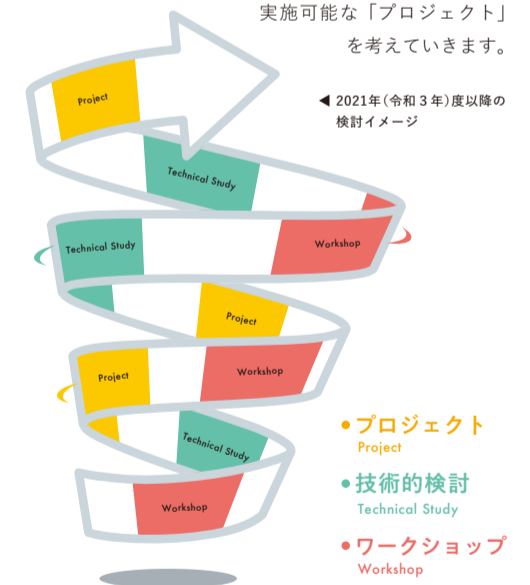 実施可能な「プロジェクト」
を考えていきます。
◀ 2021年(令和3年)度以降の
検討イメージ
Project
Technical Study
Technical Study
Workshop
Project
Project
Workshop
Technical Study
Workshop
•プロジェクト
Project
•技術的検討
Technical Study
•ワークショップ
Workshop